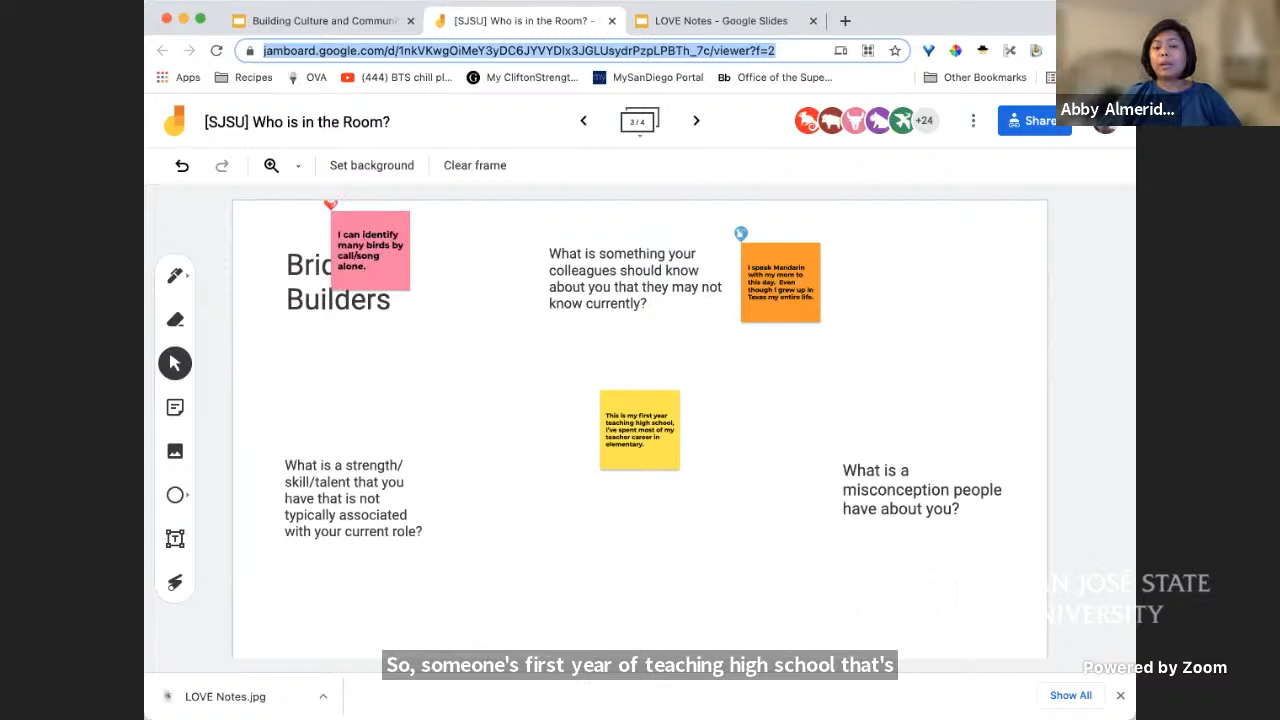 Building Culture and Communi
[SJSU] Who is in the Room? -
LOVE Notes - Google Slides
jamboard.google.com/d/1nkVKwgOiMeY3yDC6JYVYDlx3JGLUsydrPzpLPBTh_7c/viewer?f=2
Apps
Recipes
OVA
(444) BTS chill pl...
My CliftonStrengt...
MySanDiego Portal
Bb Office of the Supe...
Other Bookmarks
Abby Almerid...
[SJSU] Who is in the Room?
3 / 4
+24
Share
Set background
Clear frame
I can identify
many birds by
call/song
alone.
Bri
Builders
What is something your
colleagues should know
about you that they may not
know currently?
I speak Mandarin
with my mom to
this day. Even
though I grew up in
Texas my entire life.
This is my first year
teaching high school,
I've spent most of my
teacher career in
elementary.
What is a strength/
skill/talent that you
have that is not
typically associated
with your current role?
What is a
misconception people
have about you?
AN JOSÉ STATE
UNIVERSITY
So, someone's first year of teaching high school that's
Powered by Zoom
LOVE Notes.jpg
Show All